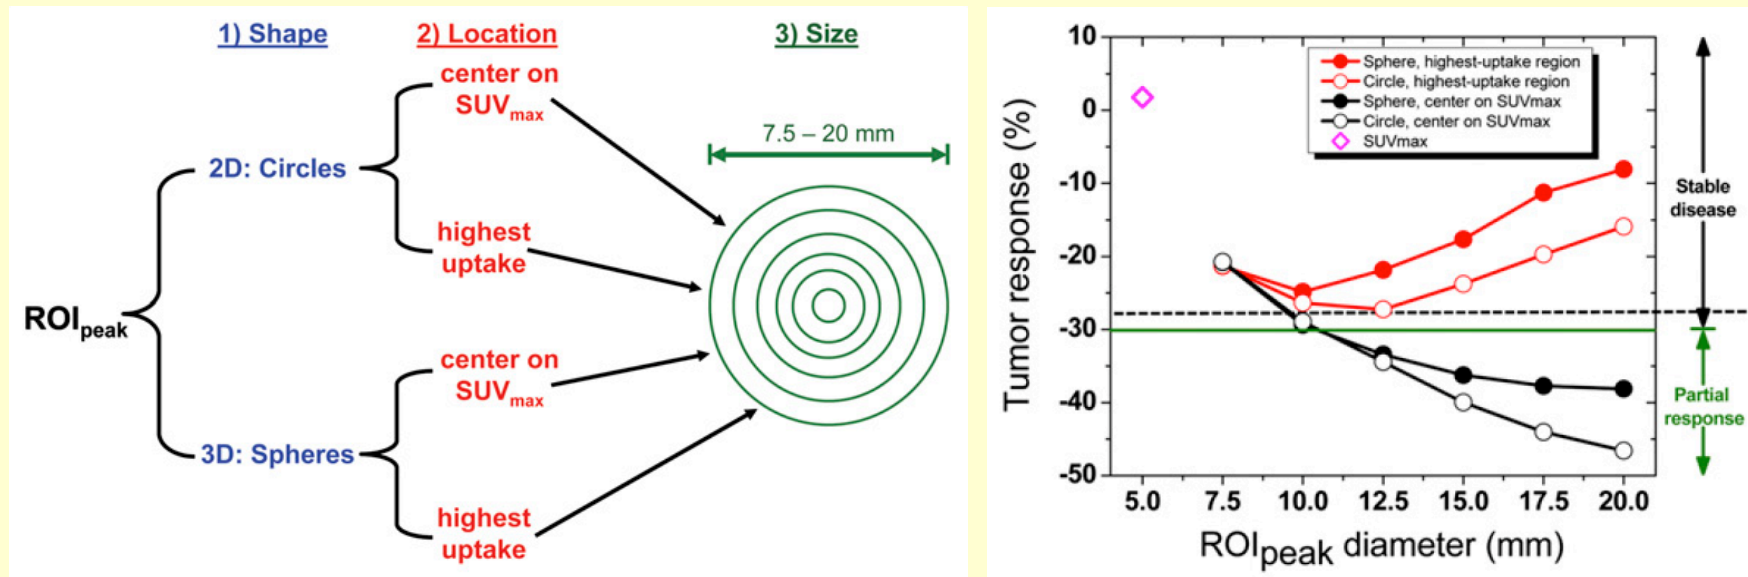 1) Shape
2) Location
3) Size
center on
SUVmax
7.5 – 20 mm
2D: Circles
highest
uptake
ROIpeak
center on
SUVmax
3D: Spheres
highest
uptake
Tumor response (%)
10
0
-10
-20
-30
-40
-50
Sphere, highest-uptake region
Circle, highest-uptake region
Sphere, center on SUVmax
Circle, center on SUVmax
SUVmax
Stable
disease
Partial
response
5.0 7.5 10.0 12.5 15.0 17.5 20.0
ROIpeak diameter (mm)